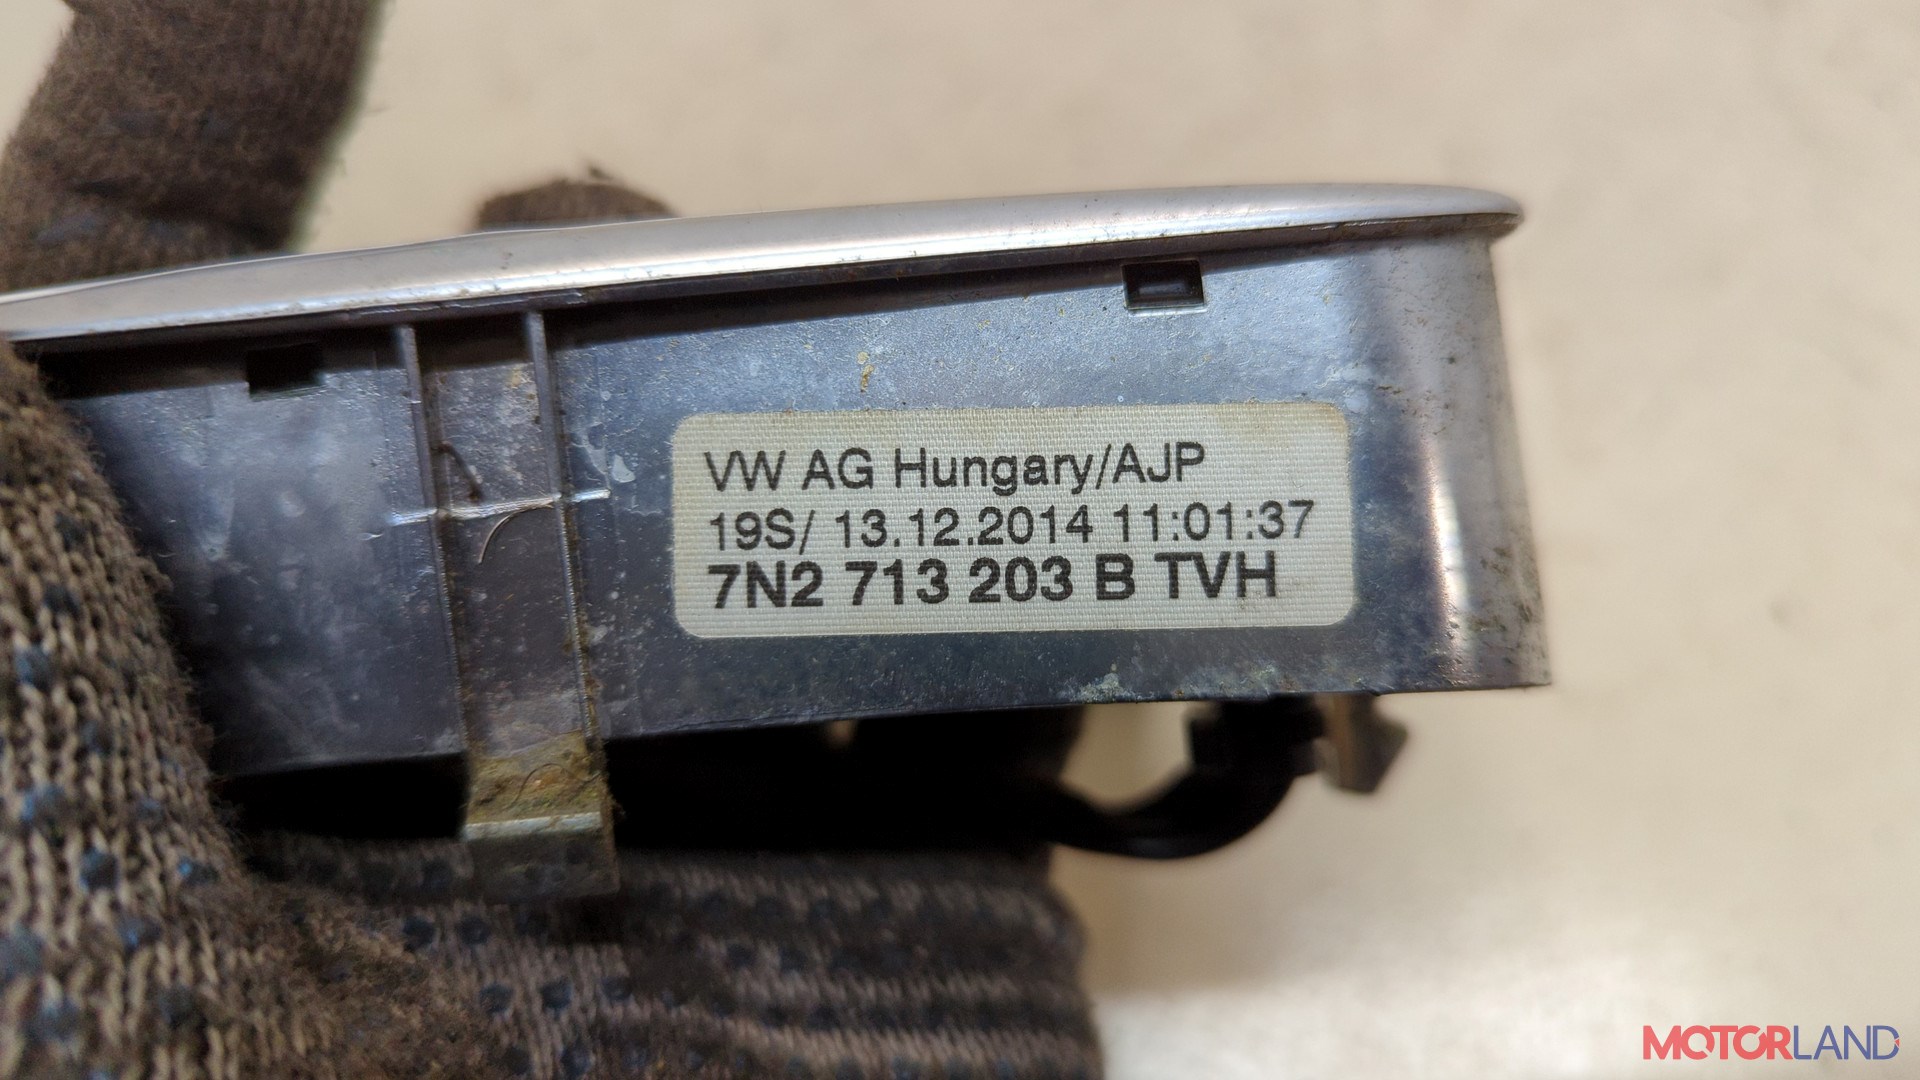 VW AG Hungary/AJP
19S/ 13.12.2014 11:01:37
7N2 713 203 B TVH
MOTORLAND